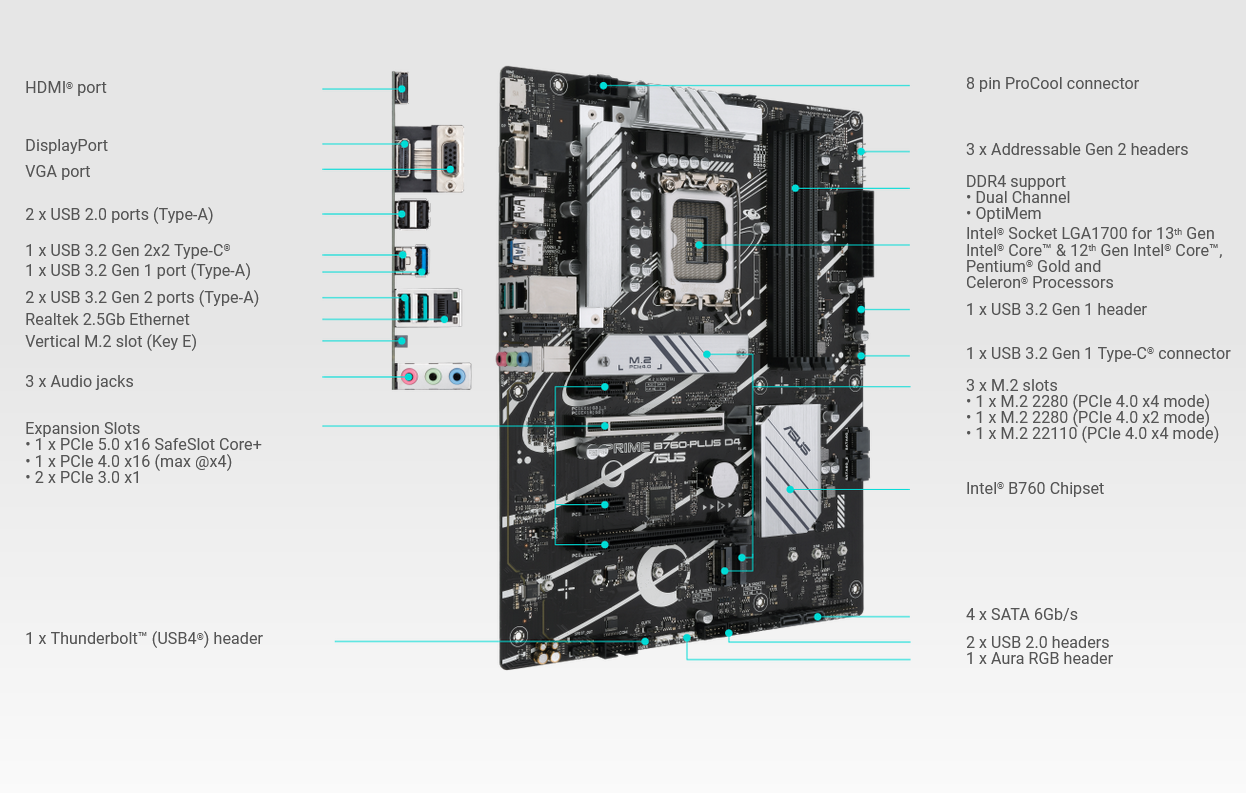 HDMI® port
DisplayPort
VGA port
2 x USB 2.0 ports (Type-A)
1 x USB 3.2 Gen 2x2 Type-C®
1 x USB 3.2 Gen 1 port (Type-A)
2 x USB 3.2 Gen 2 ports (Type-A)
Realtek 2.5Gb Ethernet
Vertical M.2 slot (Key E)
3 x Audio jacks
Expansion Slots
• 1 x PCIe 5.0 x16 SafeSlot Core+
• 1 x PCIe 4.0 x16 (max @x4)
• 2 x PCIe 3.0 x1
1 x Thunderbolt™ (USB4®) header
M.2
PCIe 4.0
PRIME B760-PLUS D4
ASUS
ASUS
8 pin ProCool connector
3 x Addressable Gen 2 headers
DDR4 support
• Dual Channel
• OptiMem
Intel® Socket LGA1700 for 13th Gen
Intel® Core™ & 12th Gen Intel® Core™,
Pentium® Gold and
Celeron® Processors
1 x USB 3.2 Gen 1 header
1 x USB 3.2 Gen 1 Type-C® connector
3 x M.2 slots
• 1 x M.2 2280 (PCIe 4.0 x4 mode)
• 1 x M.2 2280 (PCIe 4.0 x2 mode)
• 1 x M.2 22110 (PCIe 4.0 x4 mode)
Intel® B760 Chipset
4 x SATA 6Gb/s
2 x USB 2.0 headers
1 x Aura RGB header